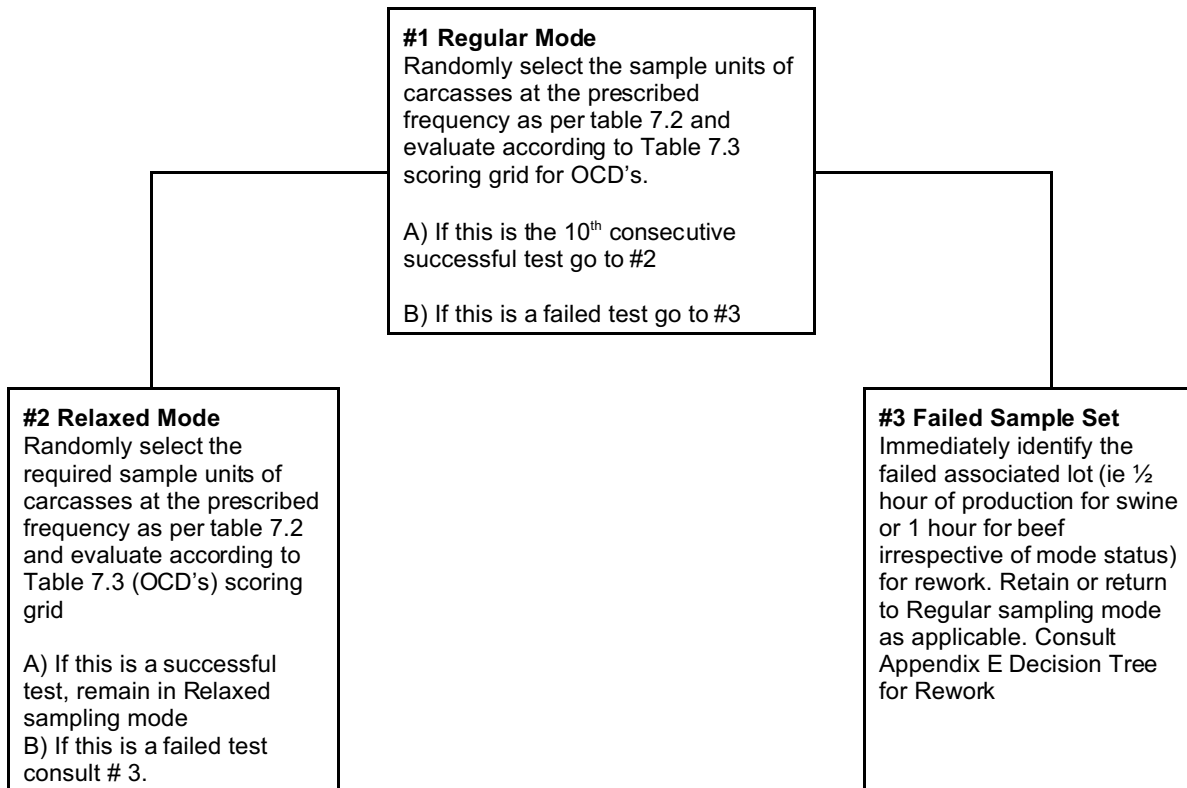 #1 Regular Mode
Randomly select the sample units of
carcasses at the prescribed
frequency as per table 7.2 and
evaluate according to Table 7.3
scoring grid for OCD's.
A) If this is the 10th consecutive
successful test go to #2
B) If this is a failed test go to #3
#2 Relaxed Mode
Randomly select the
required sample units of
carcasses at the prescribed
frequency as per table 7.2
and evaluate according to
Table 7.3 (OCD's) scoring
grid
A) If this is a successful
test, remain in Relaxed
sampling mode
B) If this is a failed test
consult # 3.
#3 Failed Sample Set
Immediately identify the
failed associated lot (ie ½
hour of production for swine
or 1 hour for beef
irrespective of mode status)
for rework. Retain or return
to Regular sampling mode
as applicable. Consult
Appendix E Decision Tree
for Rework